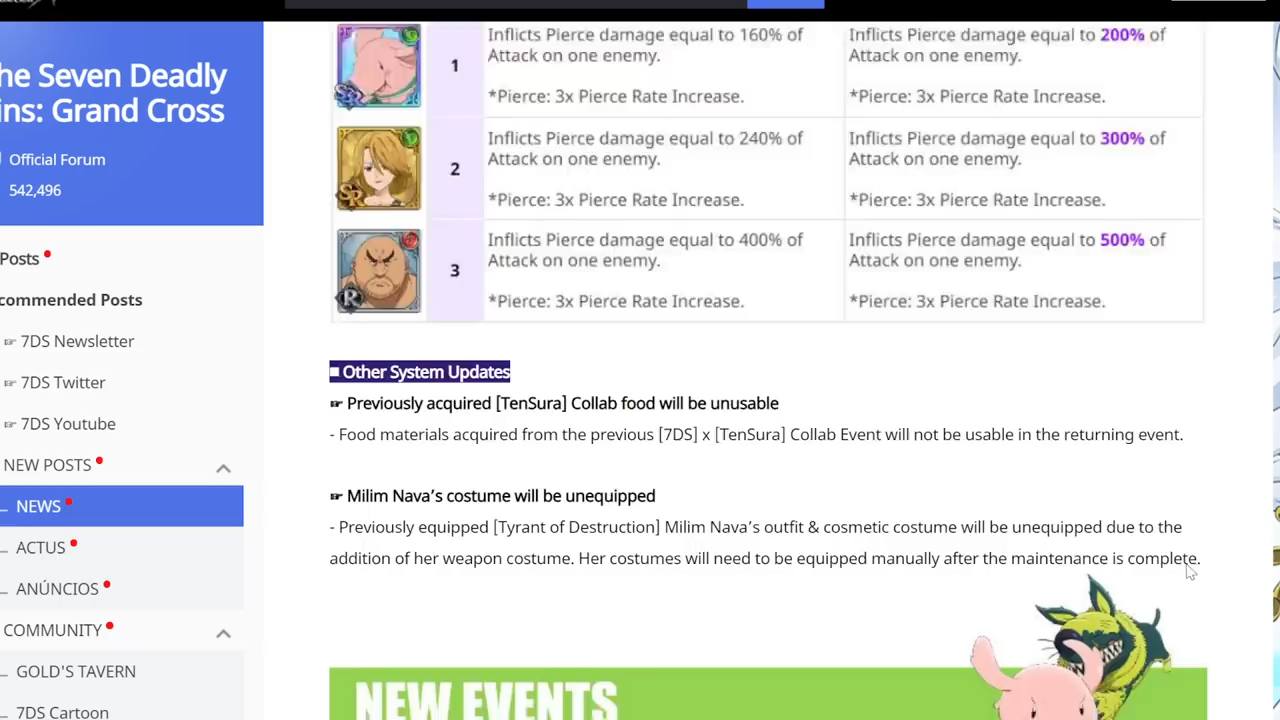 he Seven Deadly
ins: Grand Cross
Official Forum
542,496
Posts
commended Posts
☞ 7DS Newsletter
☞ 7DS Twitter
☞ 7DS Youtube
NEW POSTS
NEWS
ACTUS
ANÚNCIOS
COMMUNITY
GOLD'S TAVERN
7DS Cartoon
1
Inflicts Pierce damage equal to 160% of
Attack on one enemy.
*Pierce: 3x Pierce Rate Increase.
Inflicts Pierce damage equal to 200% of
Attack on one enemy.
*Pierce: 3x Pierce Rate Increase.
SR
2
Inflicts Pierce damage equal to 240% of
Attack on one enemy.
*Pierce: 3x Pierce Rate Increase.
Inflicts Pierce damage equal to 300% of
Attack on one enemy.
*Pierce: 3x Pierce Rate Increase.
R
3
Inflicts Pierce damage equal to 400% of
Attack on one enemy.
*Pierce: 3x Pierce Rate Increase.
Inflicts Pierce damage equal to 500% of
Attack on one enemy.
*Pierce: 3x Pierce Rate Increase.
■ Other System Updates
☞ Previously acquired [TenSura] Collab food will be unusable
- Food materials acquired from the previous [7DS] x [TenSura] Collab Event will not be usable in the returning event.
☞ Milim Nava's costume will be unequipped
- Previously equipped [Tyrant of Destruction] Milim Nava's outfit & cosmetic costume will be unequipped due to the
addition of her weapon costume. Her costumes will need to be equipped manually after the maintenance is complete.
NEW EVENTS